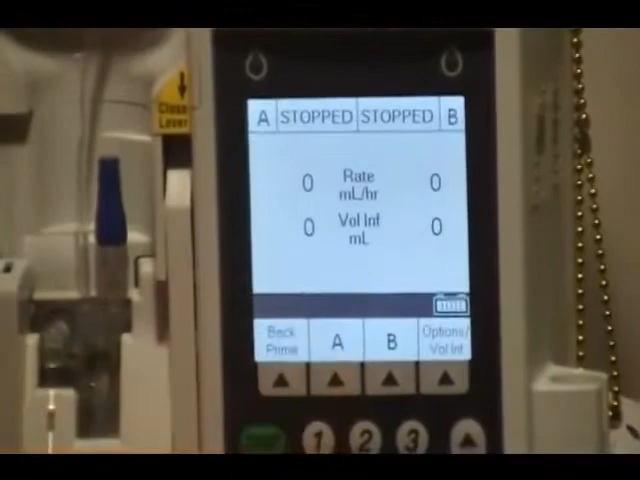 Close
Lever
A STOPPED STOPPED B
0 Rate 0
mL/hr
0 Vol Inf 0
mL
Back
Prime
A
B
Options/
Vol Inf
1 2 3